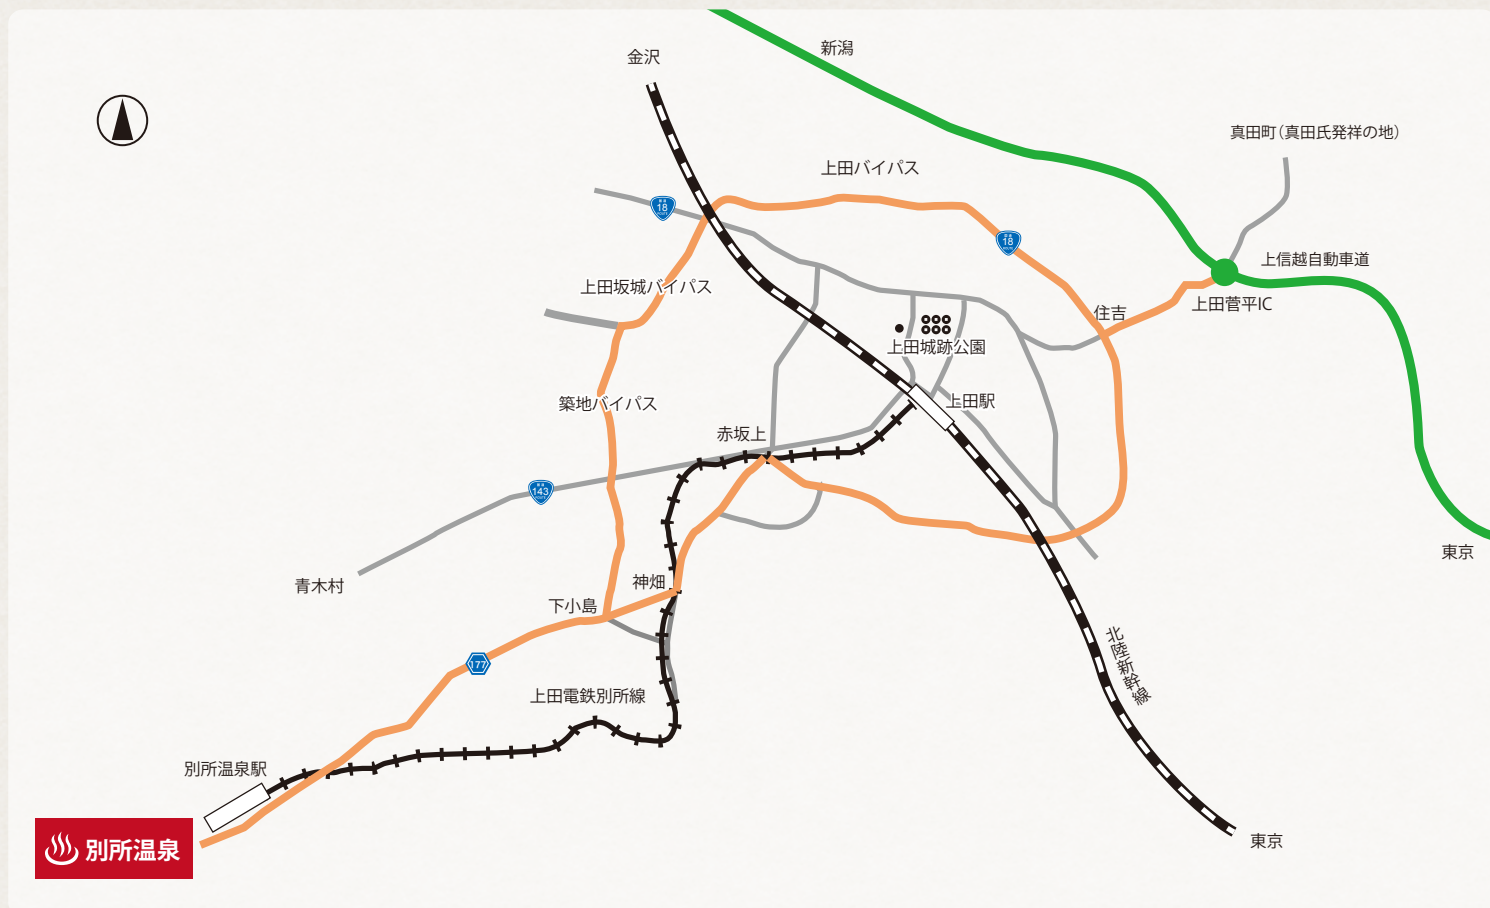 金沢
新潟
真田町（真田氏発祥の地）
上田バイパス
18
18
上信越自動車道
上田坂城バイパス
上田菅平IC
住吉
上田城跡公園
築地バイパス
上田駅
赤坂上
143
東京
青木村
神畑
下小島
北陸新幹線
177
上田電鉄別所線
別所温泉駅
別所温泉
東京